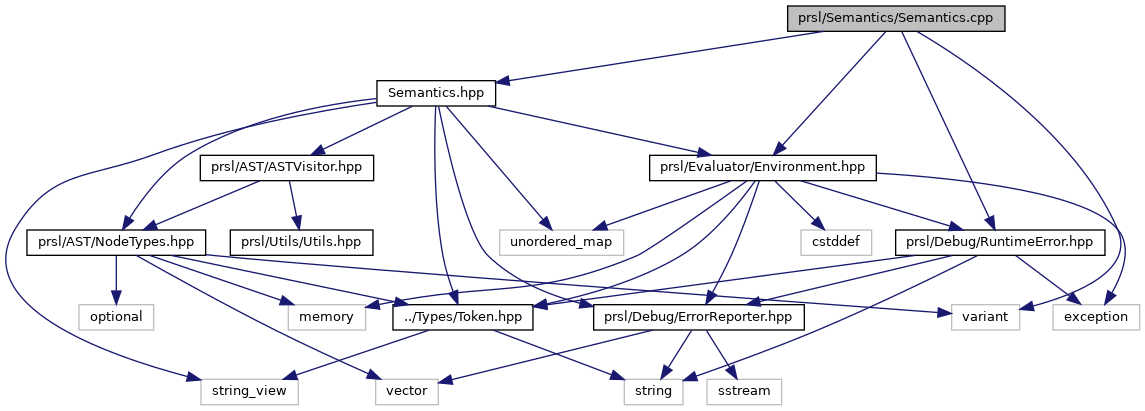 prsl/Semantics/Semantics.cpp
Semantics.hpp
prsl/AST/ASTVisitor.hpp
prsl/Evaluator/Environment.hpp
prsl/AST/NodeTypes.hpp
prsl/Utils/Utils.hpp
unordered_map
cstddef
prsl/Debug/RuntimeError.hpp
optional
memory
../Types/Token.hpp
prsl/Debug/ErrorReporter.hpp
variant
exception
string_view
vector
string
sstream